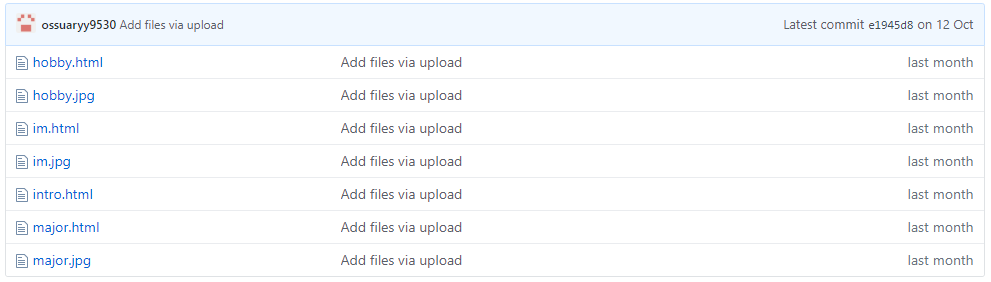 ossuaryy9530 Add files via upload Latest commit e1945d8 on 12 Oct
hobby.html Add files via upload last month
hobby.jpg Add files via upload last month
im.html Add files via upload last month
im.jpg Add files via upload last month
intro.html Add files via upload last month
major.html Add files via upload last month
major.jpg Add files via upload last month